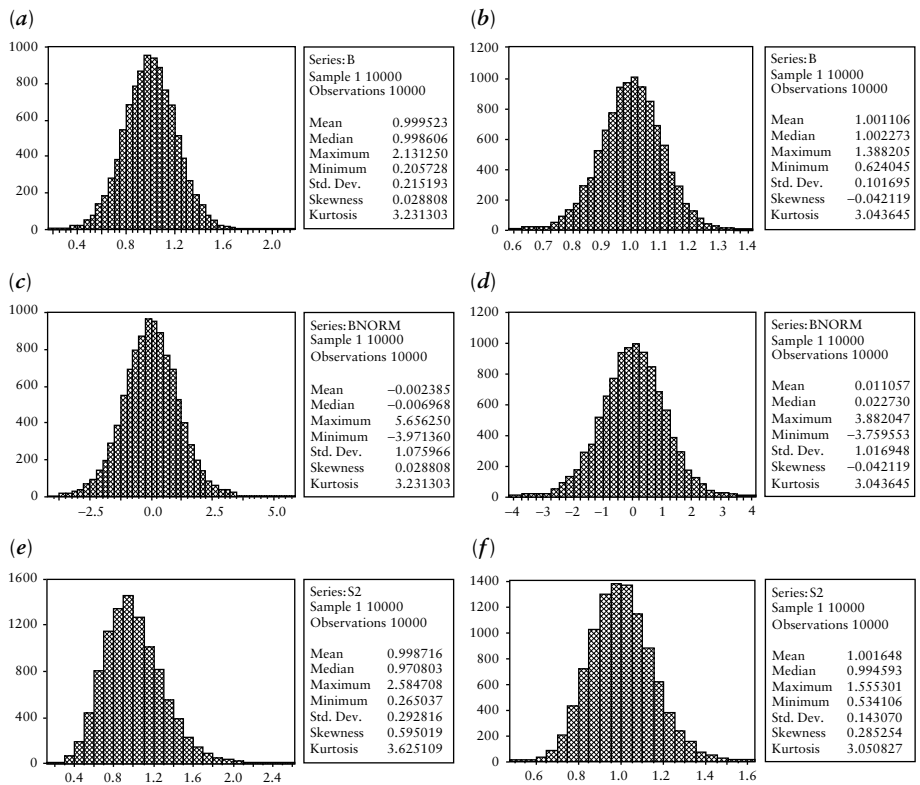 (a)
1000
800
600
400
200
0
0.4 0.8 1.2 1.6 2.0
Series: B
Sample 1 10000
Observations 10000
Mean 0.999523
Median 0.998606
Maximum 2.131250
Minimum 0.205728
Std. Dev. 0.215193
Skewness 0.028808
Kurtosis 3.231303
(b)
1200
1000
800
600
400
200
0
0.6 0.7 0.8 0.9 1.0 1.1 1.2 1.3 1.4
Series: B
Sample 1 10000
Observations 10000
Mean 1.001106
Median 1.002273
Maximum 1.388205
Minimum 0.624045
Std. Dev. 0.101695
Skewness −0.042119
Kurtosis 3.043645
(c)
1000
800
600
400
200
0
−2.5 0.0 2.5 5.0
Series: BNORM
Sample 1 10000
Observations 10000
Mean −0.002385
Median −0.006968
Maximum 5.656250
Minimum −3.971360
Std. Dev. 1.075966
Skewness 0.028808
Kurtosis 3.231303
(d)
1200
1000
800
600
400
200
0
−4 −3 −2 −1 0 1 2 3 4
Series: BNORM
Sample 1 10000
Observations 10000
Mean 0.011057
Median 0.022730
Maximum 3.882047
Minimum −3.759553
Std. Dev. 1.016948
Skewness −0.042119
Kurtosis 3.043645
(e)
1600
1200
800
400
0
0.4 0.8 1.2 1.6 2.0 2.4
Series: S2
Sample 1 10000
Observations 10000
Mean 0.998716
Median 0.970803
Maximum 2.584708
Minimum 0.265037
Std. Dev. 0.292816
Skewness 0.595019
Kurtosis 3.625109
(f)
1400
1200
1000
800
600
400
200
0
0.6 0.8 1.0 1.2 1.4 1.6
Series: S2
Sample 1 10000
Observations 10000
Mean 1.001648
Median 0.994593
Maximum 1.555301
Minimum 0.534106
Std. Dev. 0.143070
Skewness 0.285254
Kurtosis 3.050827